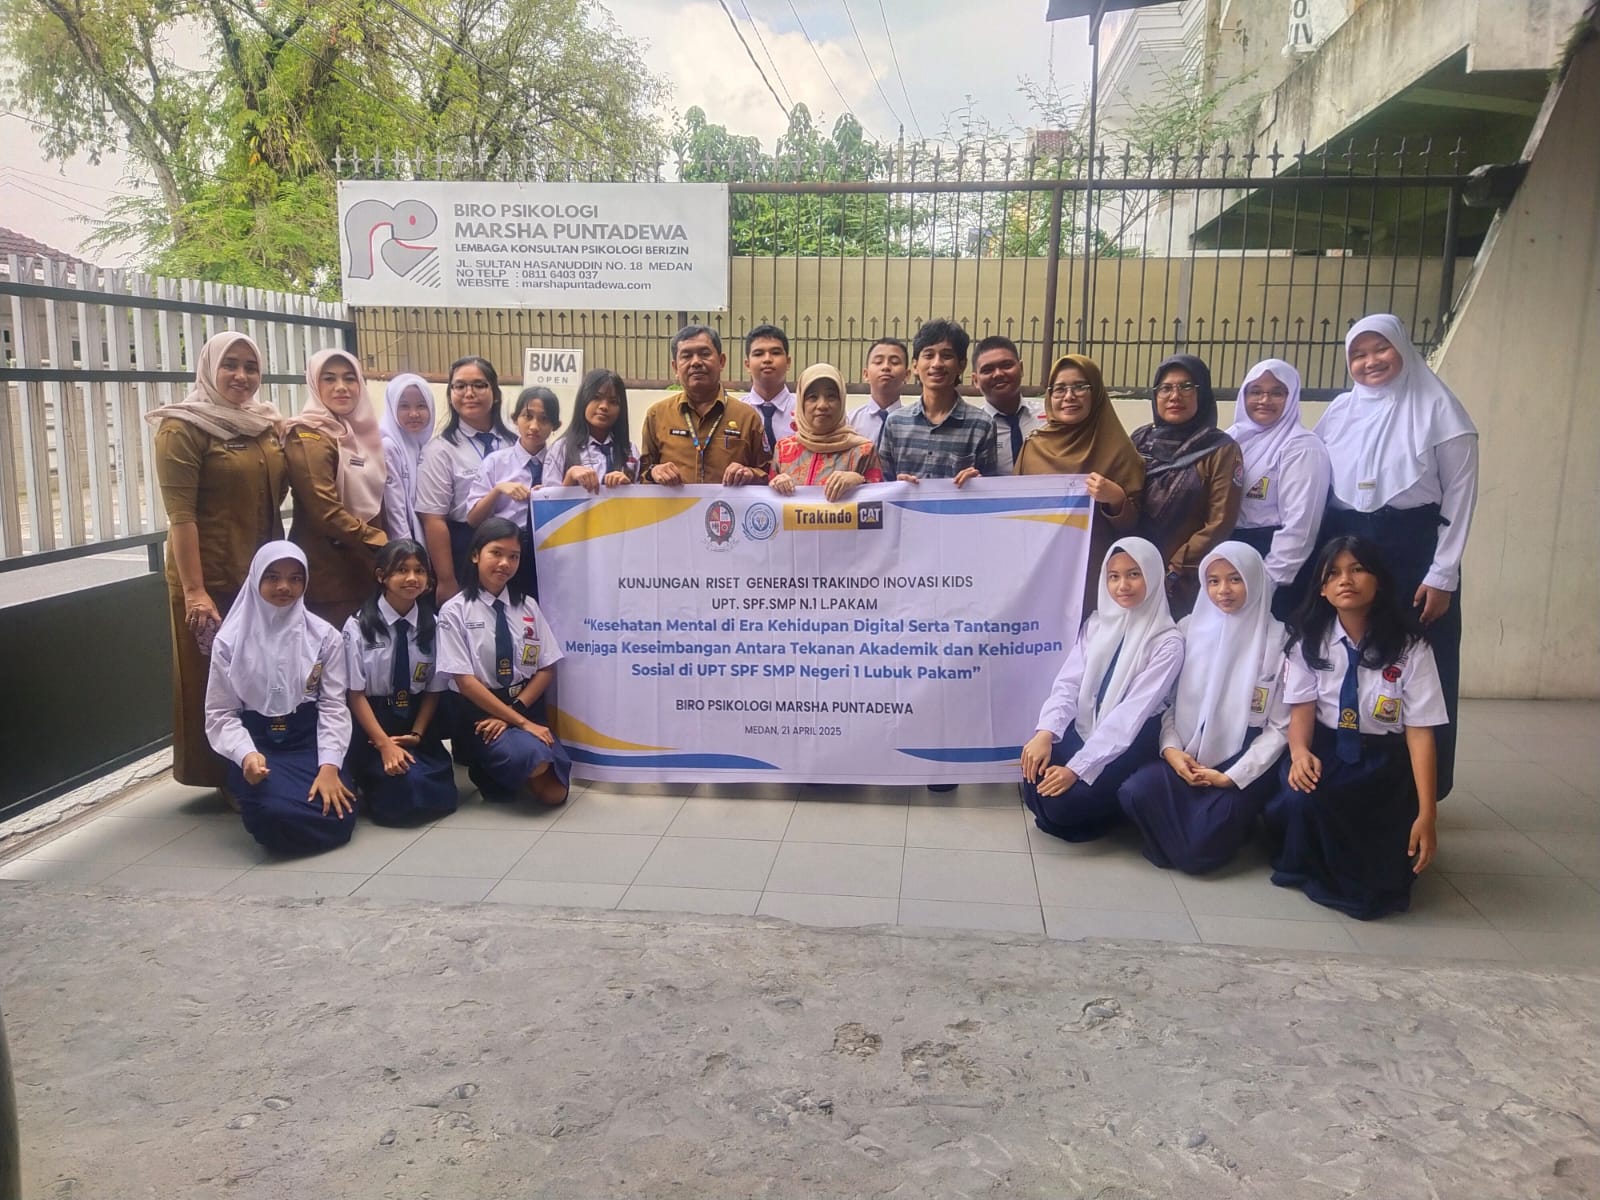 BIRO PSIKOLOGI
MARSHA PUNTADEWA
LEMBAGA KONSULTAN PSIKOLOGI BERIZIN
JL. SULTAN HASANUDDIN NO. 18 MEDAN
NO TELP : 0811 6403 037
WEBSITE : marshapuntadewa.com
BUKA
OPEN
Trakindo CAT
KUNJUNGAN RISET GENERASI TRAKINDO INOVASI KIDS
UPT. SPF.SMP N.1 L.PAKAM
“Kesehatan Mental di Era Kehidupan Digital Serta Tantangan
Menjaga Keseimbangan Antara Tekanan Akademik dan Kehidupan
Sosial di UPT SPF SMP Negeri 1 Lubuk Pakam”
BIRO PSIKOLOGI MARSHA PUNTADEWA
MEDAN, 21 APRIL 2025